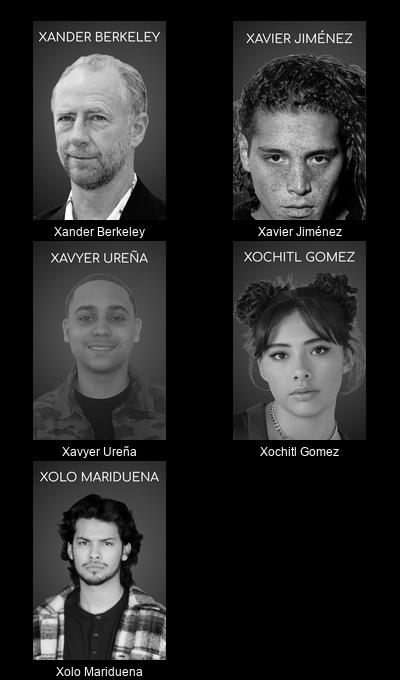 XANDER BERKELEY
XAVIER JIMÉNEZ
Xander Berkeley
Xavier Jiménez
XAVYER UREÑA
XOCHITL GOMEZ
Xavyer Ureña
Xochitl Gomez
XOLO MARIDUENA
Xolo Mariduena